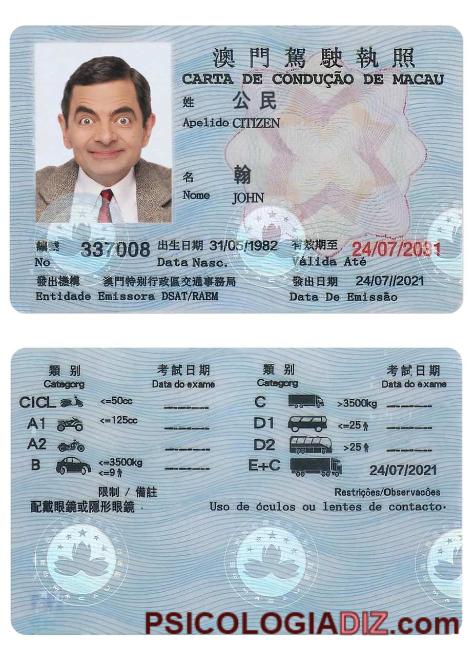 澳門駕駛執照
CARTA DE CONDUÇÃO DE MACAU
姓 公民
Apelido CITIZEN
名 翰
Nome JOHN
編號 337008 出生日期 31/05/1982 有效期至 24/07/2031
No Data Nasc. Válida Até
發出機構 澳門特別行政區交通事務局 發出日期 24/07//2021
Entidade Emissora DSAT/RAEM Data De Emissão
類別 考試日期 類別 考試日期
Categorg Data do exame Categorg Data do exame
CICL <=50cc ------- C >3500kg -------
A1 <=125cc ------- D1 <=25 -------
A2 ------- D2 >25 -------
B <=3500kg <=9 ------- E+C 24/07/2021
限制 / 備註 Restrições/Observacões
配戴眼鏡或隱形眼鏡 . Uso de óculos ou lentes de contacto·
PSICOLOGIADIZ.com